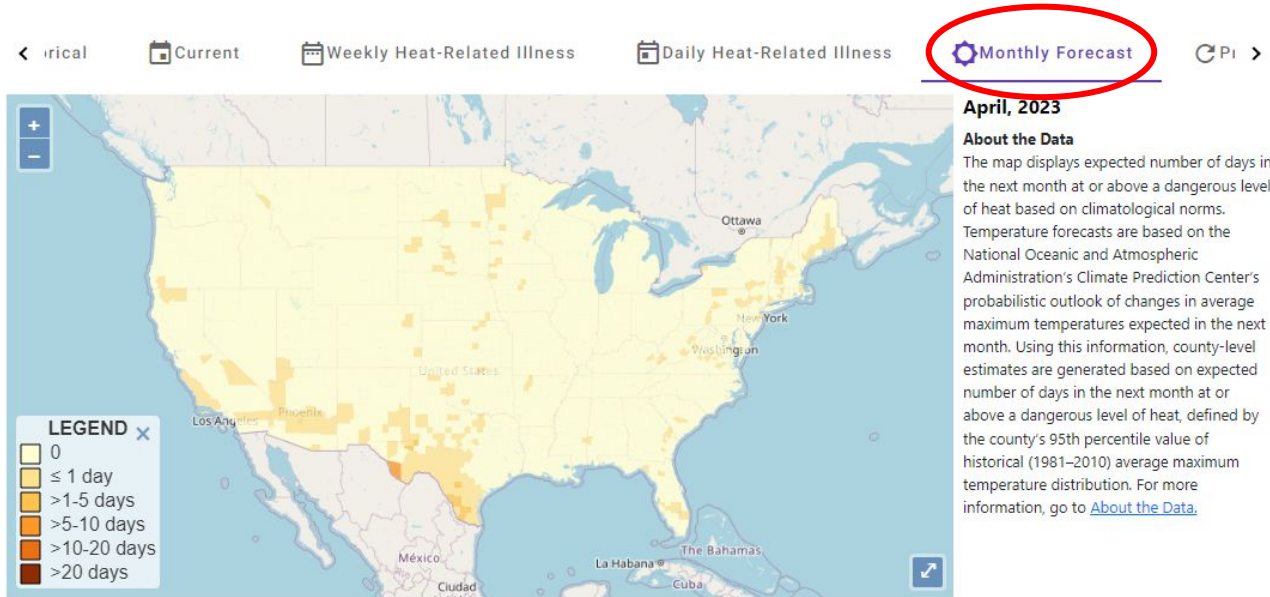 Current
Weekly Heat-Related Illness
Daily Heat-Related Illness
Monthly Forecast
+
−
Ottawa
New York
Washington
United States
Phoenix
Los Angeles
México
Ciudad
La Habana
The Bahamas
Cuba
LEGEND ×
0
≤ 1 day
>1-5 days
>5-10 days
>10-20 days
>20 days
April, 2023
About the Data
The map displays expected number of days in
the next month at or above a dangerous level
of heat based on climatological norms.
Temperature forecasts are based on the
National Oceanic and Atmospheric
Administration's Climate Prediction Center's
probabilistic outlook of changes in average
maximum temperatures expected in the next
month. Using this information, county-level
estimates are generated based on expected
number of days in the next month at or
above a dangerous level of heat, defined by
the county's 95th percentile value of
historical (1981–2010) average maximum
temperature distribution. For more
information, go to About the Data.